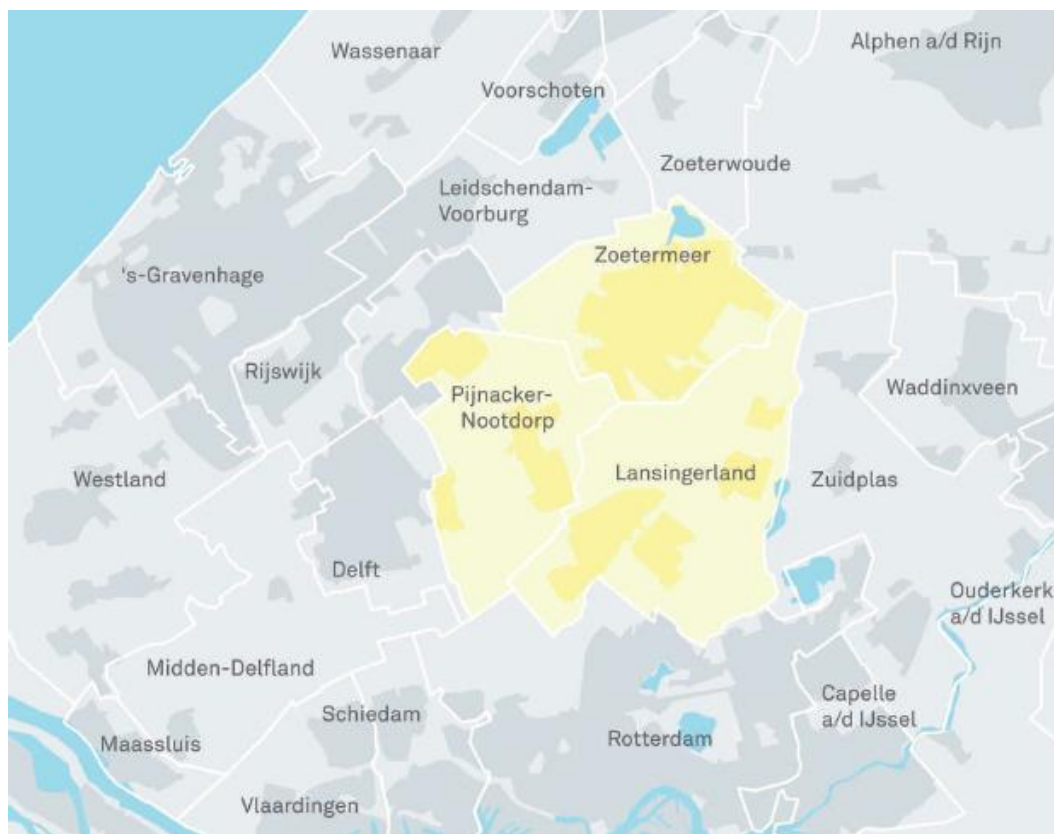 Alphen a/d Rijn
Wassenaar
Voorschoten
Zoeterwoude
Leidschendam-
Voorburg
Zoetermeer
's-Gravenhage
Rijswijk
Pijnacker-
Nootdorp
Waddinxveen
Westland
Lansingerland
Zuidplas
Delft
Ouderkerk
a/d IJssel
Midden-Delfland
Capelle
a/d IJssel
Schiedam
Rotterdam
Maassluis
Vlaardingen